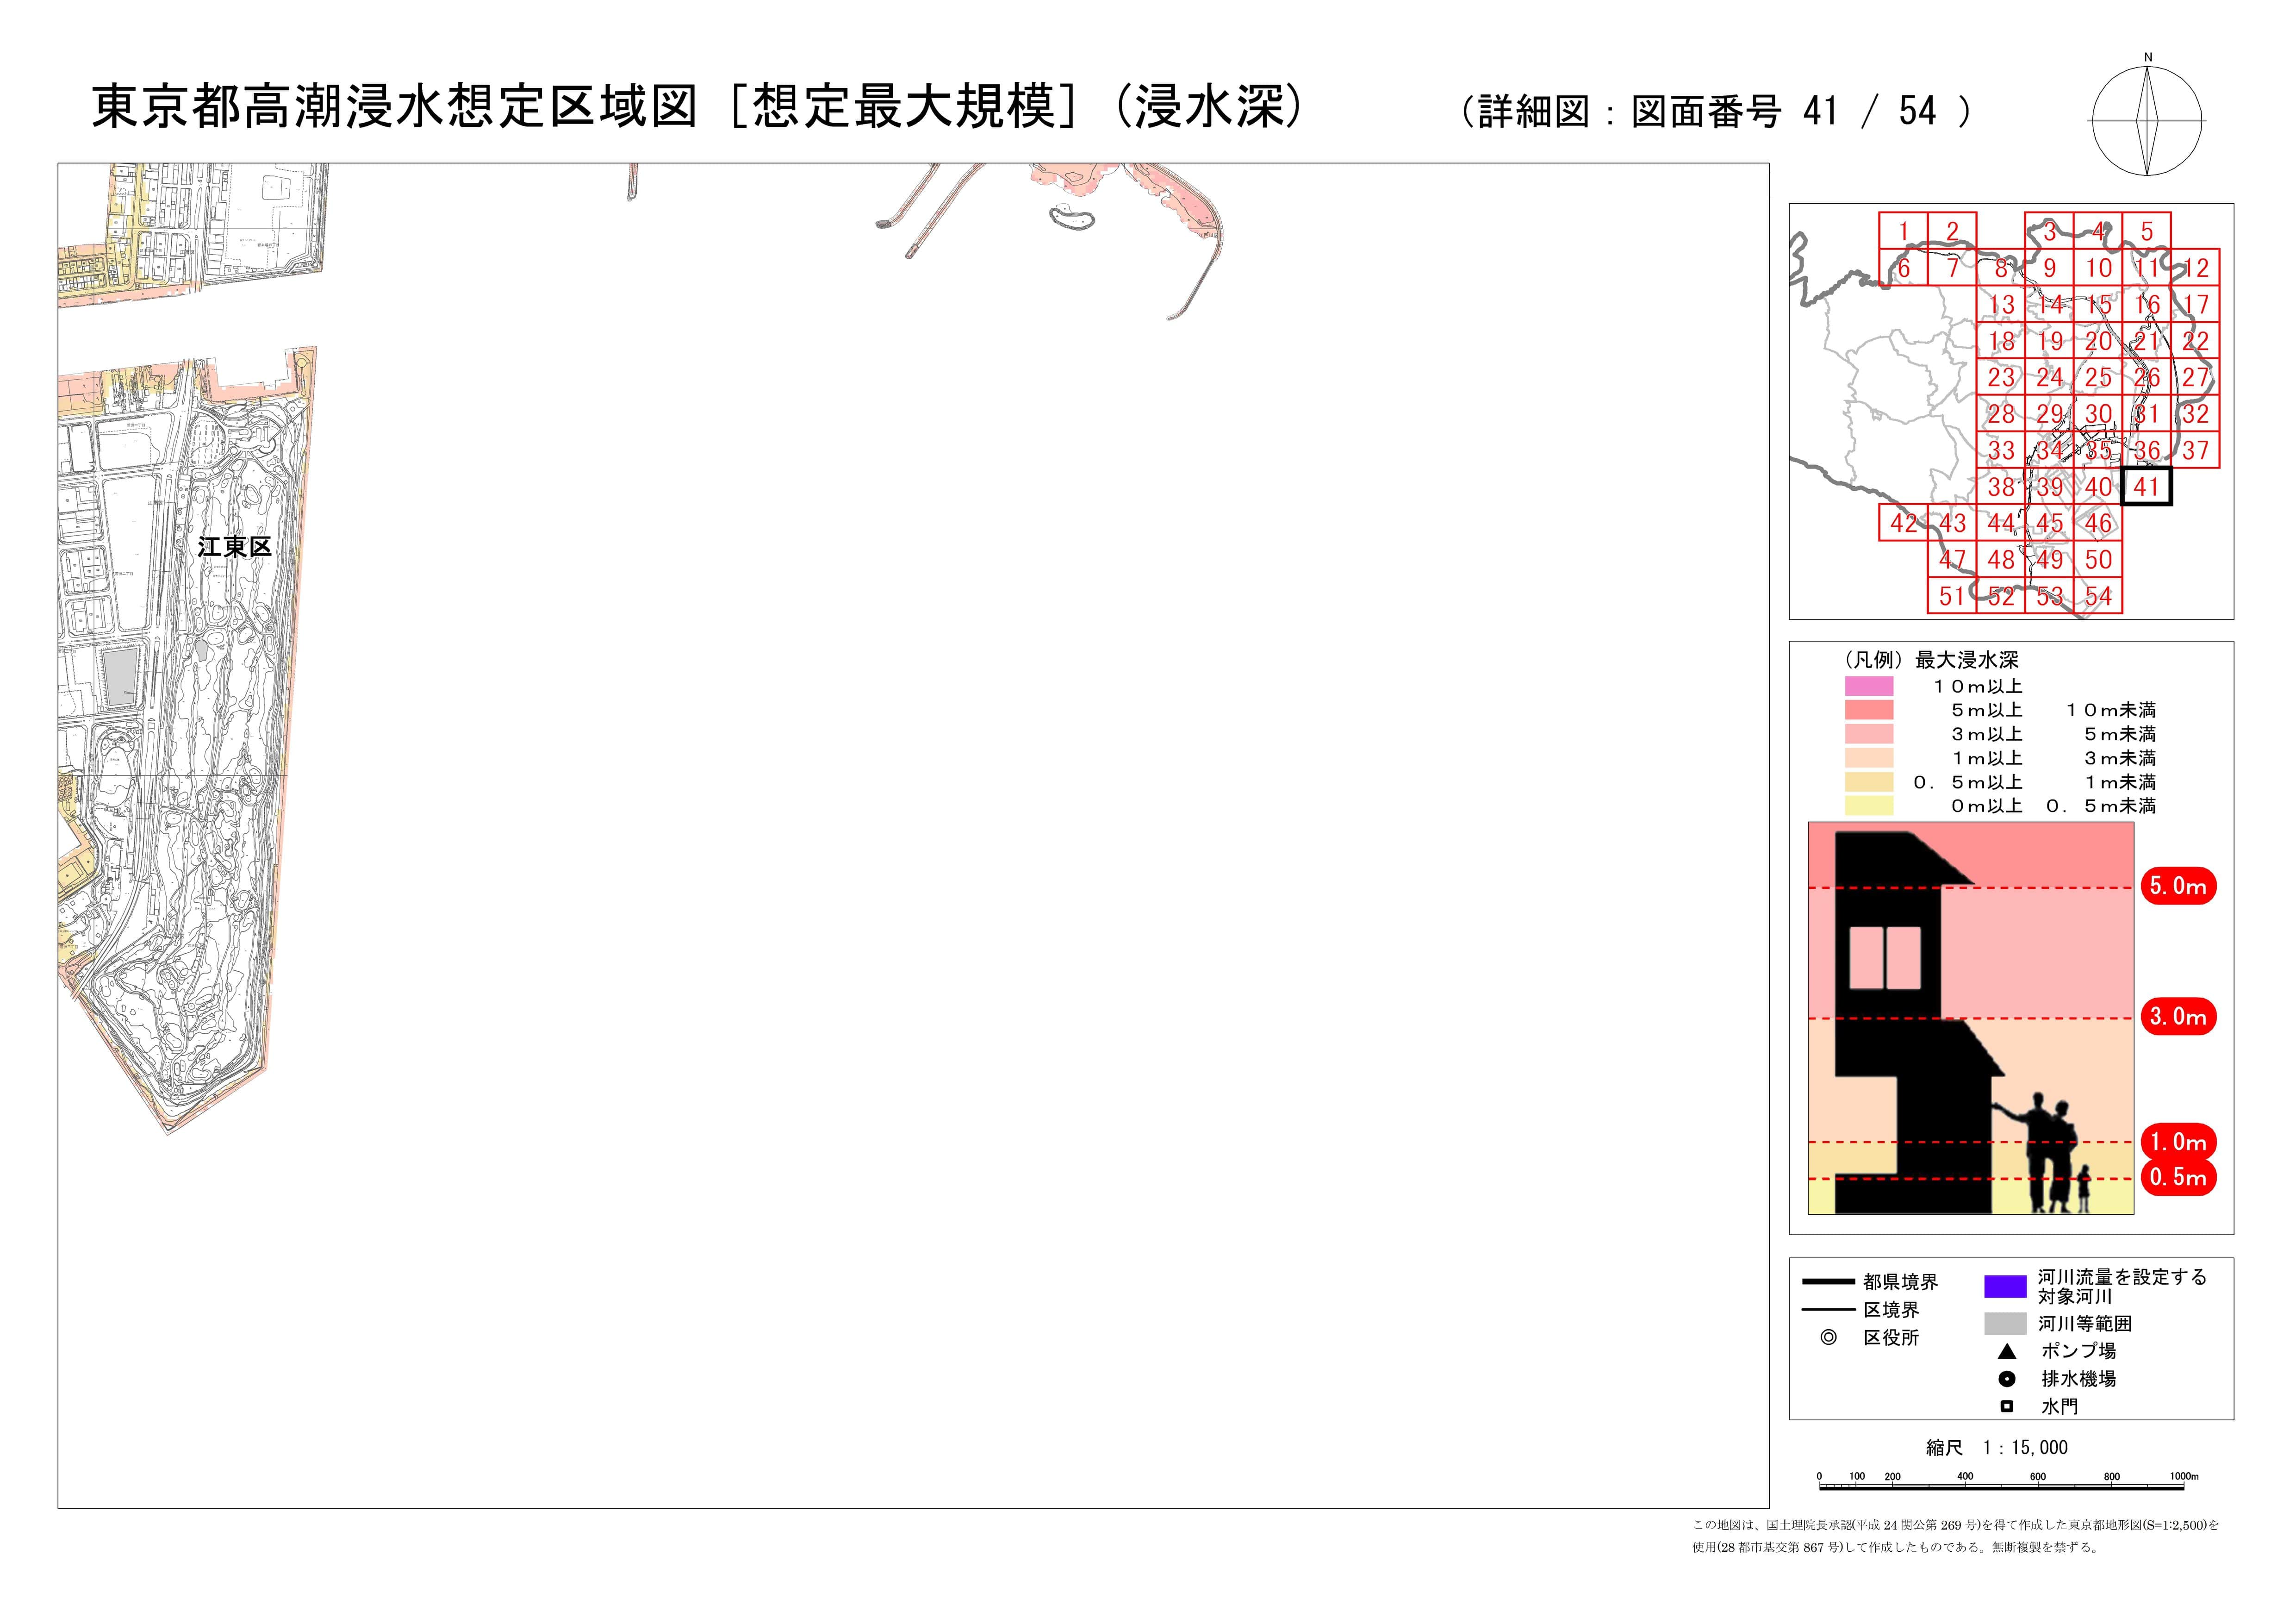 東京都高潮浸水想定区域図［想定最大規模］（浸水深）
（詳細図：図面番号 41 / 54 ）
N
江東区
1 2 3 4 5
6 7 8 9 10 11 12
13 14 15 16 17
18 19 20 21 22
23 24 25 26 27
28 29 30 31 32
33 34 35 36 37
38 39 40 41
42 43 44 45 46
47 48 49 50
51 52 53 54
（凡例）最大浸水深
１０ｍ以上
５ｍ以上 １０ｍ未満
３ｍ以上 ５ｍ未満
１ｍ以上 ３ｍ未満
０．５ｍ以上 １ｍ未満
０ｍ以上 ０．５ｍ未満
5.0m
3.0m
1.0m
0.5m
都県境界
区境界
区役所
河川流量を設定する
対象河川
河川等範囲
ポンプ場
排水機場
水門
縮尺 1：15,000
0 100 200 400 600 800 1000m
この地図は、国土理院長承認(平成 24 関公第 269 号)を得て作成した東京都地形図(S=1:2,500)を
使用(28 都市基交第 867 号)して作成したものである。無断複製を禁ずる。